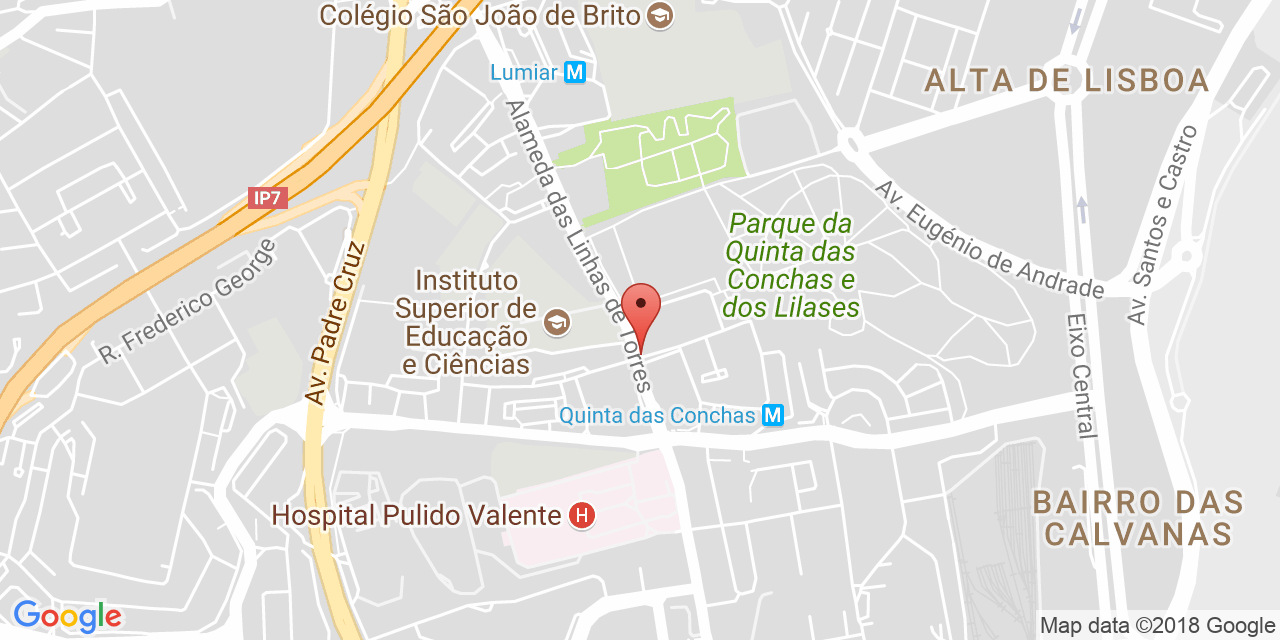 Colégio São João de Brito
Lumiar M
ALTA DE LISBOA
Alameda das Linhas de Torres
IP7
Av. Santos e Castro
Av. Eugénio de Andrade
R. Frederico George
Av. Padre Cruz
Parque da
Quinta das
Conchas e
dos Lilases
Instituto
Superior de
Educação
e Ciências
Eixo Central
Quinta das Conchas M
BAIRRO DAS
CALVANAS
Hospital Pulido Valente H
Google
Map data ©2018 Google